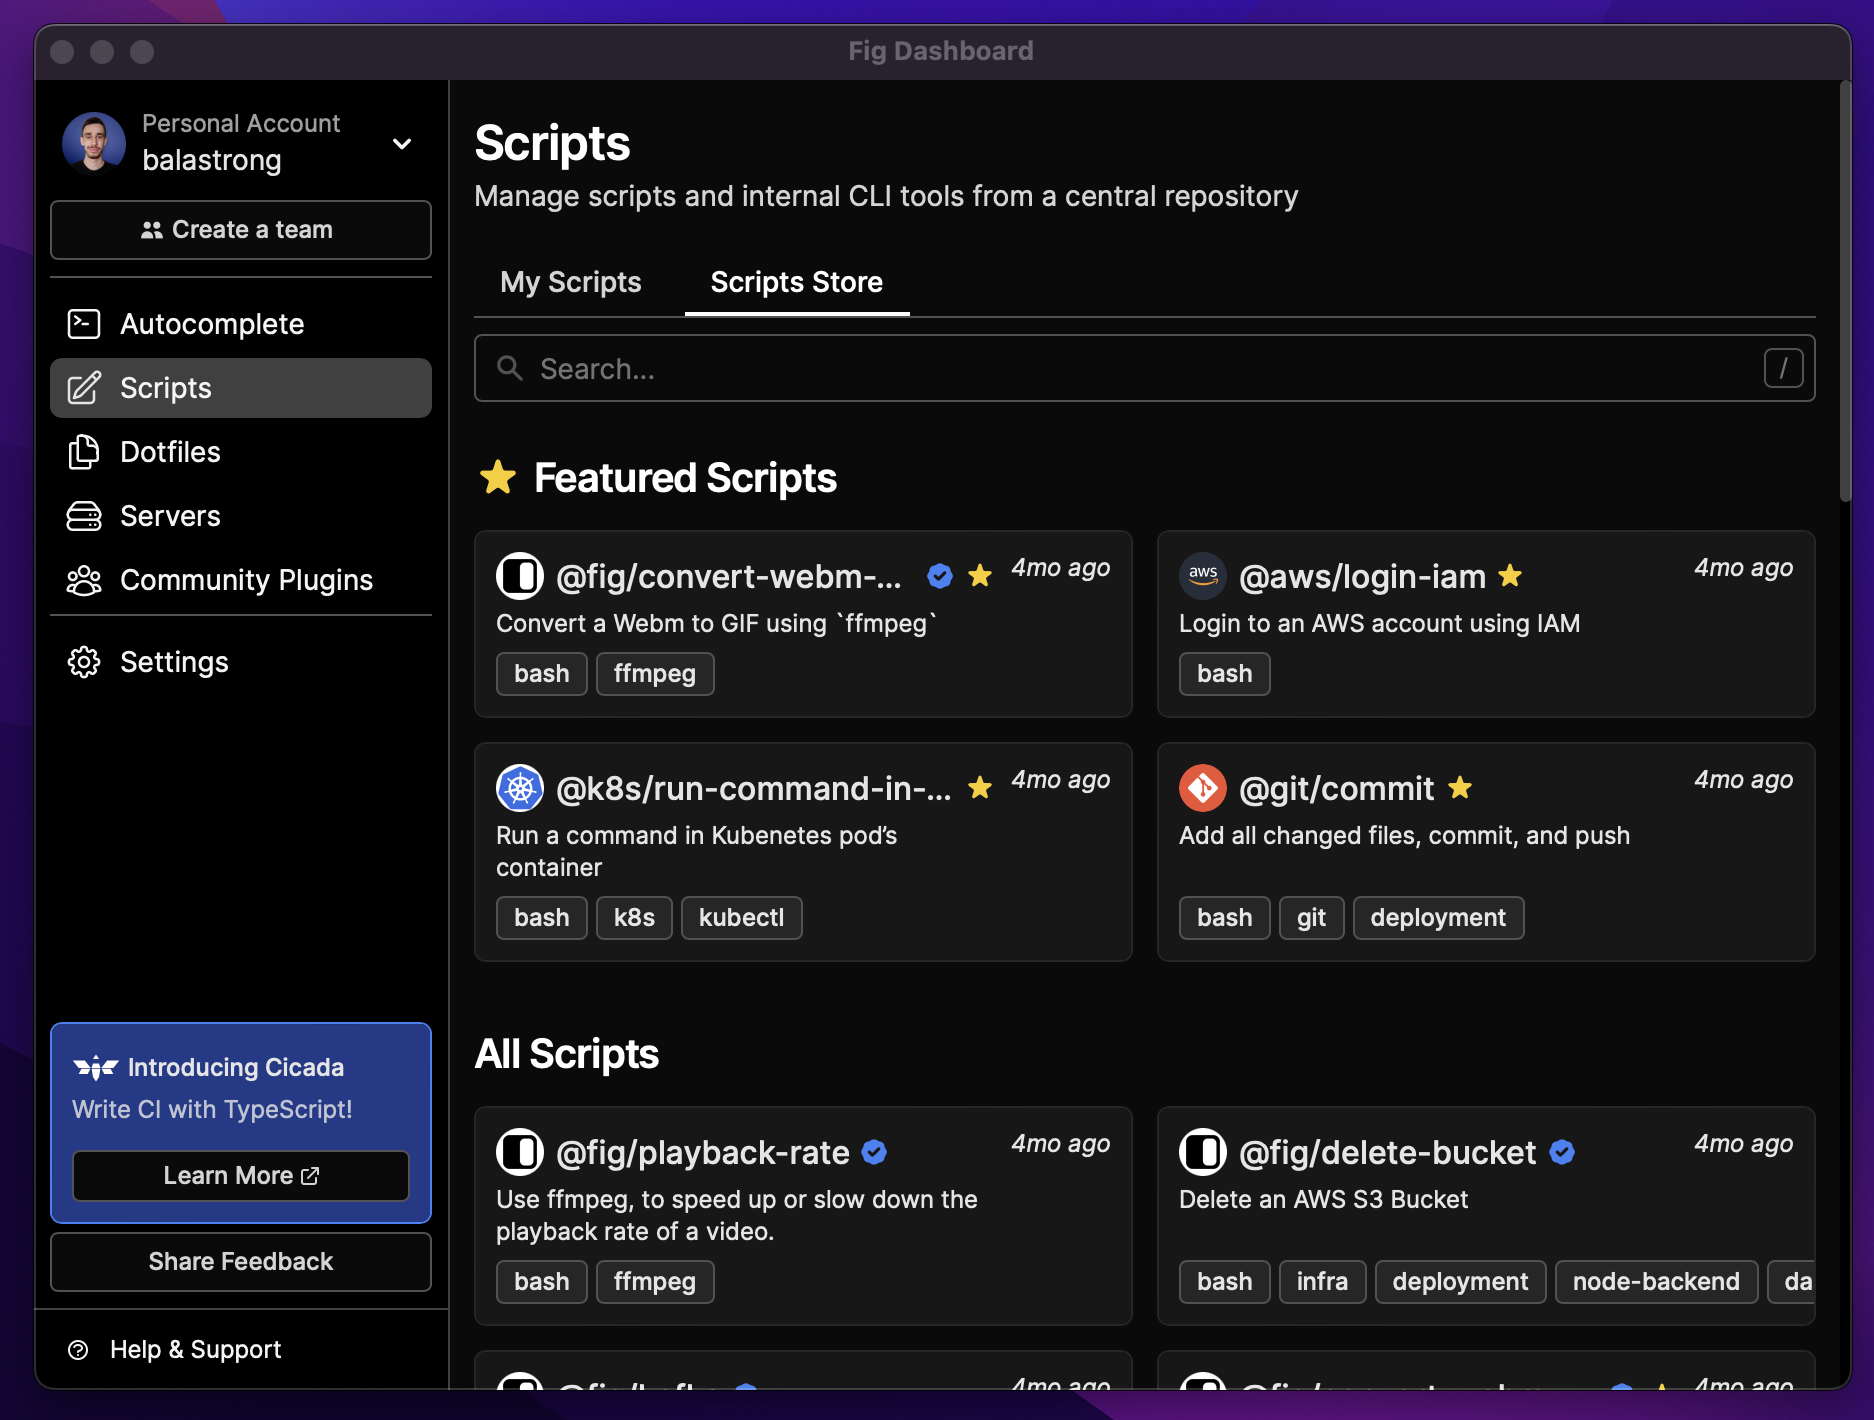 Fig Dashboard
Personal Account
balastrong
Create a team
Autocomplete
Scripts
Dotfiles
Servers
Community Plugins
Settings
Introducing Cicada
Write CI with TypeScript!
Learn More
Share Feedback
Help & Support
Scripts
Manage scripts and internal CLI tools from a central repository
My Scripts
Scripts Store
Search...
/
Featured Scripts
@fig/convert-webm-...
4mo ago
Convert a Webm to GIF using `ffmpeg`
bash
ffmpeg
aws
@aws/login-iam
4mo ago
Login to an AWS account using IAM
bash
@k8s/run-command-in-...
4mo ago
Run a command in Kubenetes pod’s
container
bash
k8s
kubectl
@git/commit
4mo ago
Add all changed files, commit, and push
bash
git
deployment
All Scripts
@fig/playback-rate
4mo ago
Use ffmpeg, to speed up or slow down the
playback rate of a video.
bash
ffmpeg
@fig/delete-bucket
4mo ago
Delete an AWS S3 Bucket
bash
infra
deployment
node-backend
da
4mo ago
4mo ago